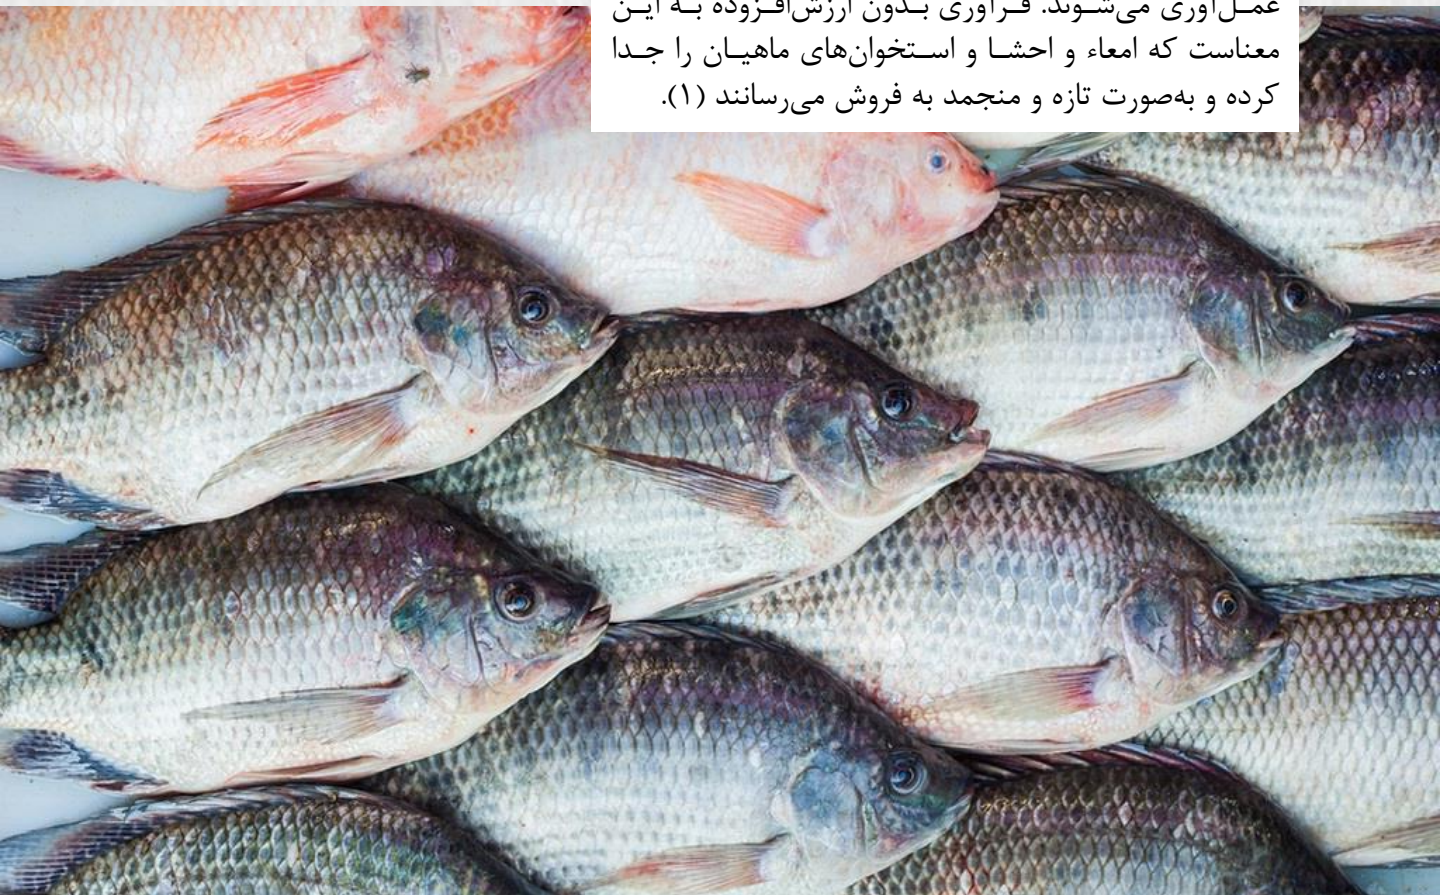 عمل‌آوری می‌شوند. فرآوری بدون ارزش‌افزوده به این
معناست که امعاء و احشا و استخوان‌های ماهیان را جدا
کرده و به‌صورت تازه و منجمد به فروش می‌رسانند (۱).